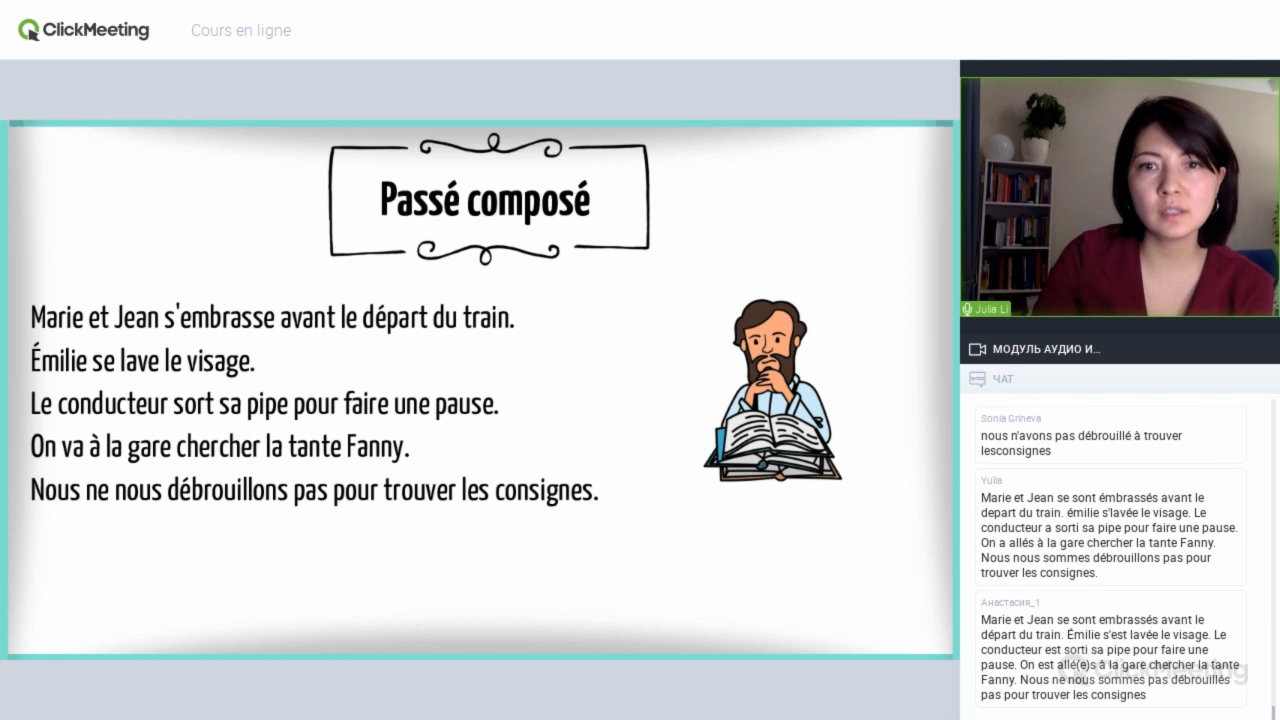 ClickMeeting
Cours en ligne
Passé composé
Marie et Jean s'embrasse avant le départ du train.
Émilie se lave le visage.
Le conducteur sort sa pipe pour faire une pause.
On va à la gare chercher la tante Fanny.
Nous ne nous débrouillons pas pour trouver les consignes.
Julia Li
МОДУЛЬ АУДИО И...
ЧАТ
Sonia Grineva
nous n'avons pas débrouillé à trouver
lesconsignes
Yulia
Marie et Jean se sont émbrassés avant le
depart du train. émilie s'lavée le visage. Le
conducteur a sorti sa pipe pour faire une pause.
On a allés à la gare chercher la tante Fanny.
Nous nous sommes débrouillons pas pour
trouver les consignes.
Анастасия_1
Marie et Jean se sont embrassés avant le
départ du train. Émilie s'est lavée le visage. Le
conducteur est sorti sa pipe pour faire une
pause. On est allé(e)s à la gare chercher la tante
Fanny. Nous ne nous sommes pas débrouillés
pas pour trouver les consignes
ClickMeeting